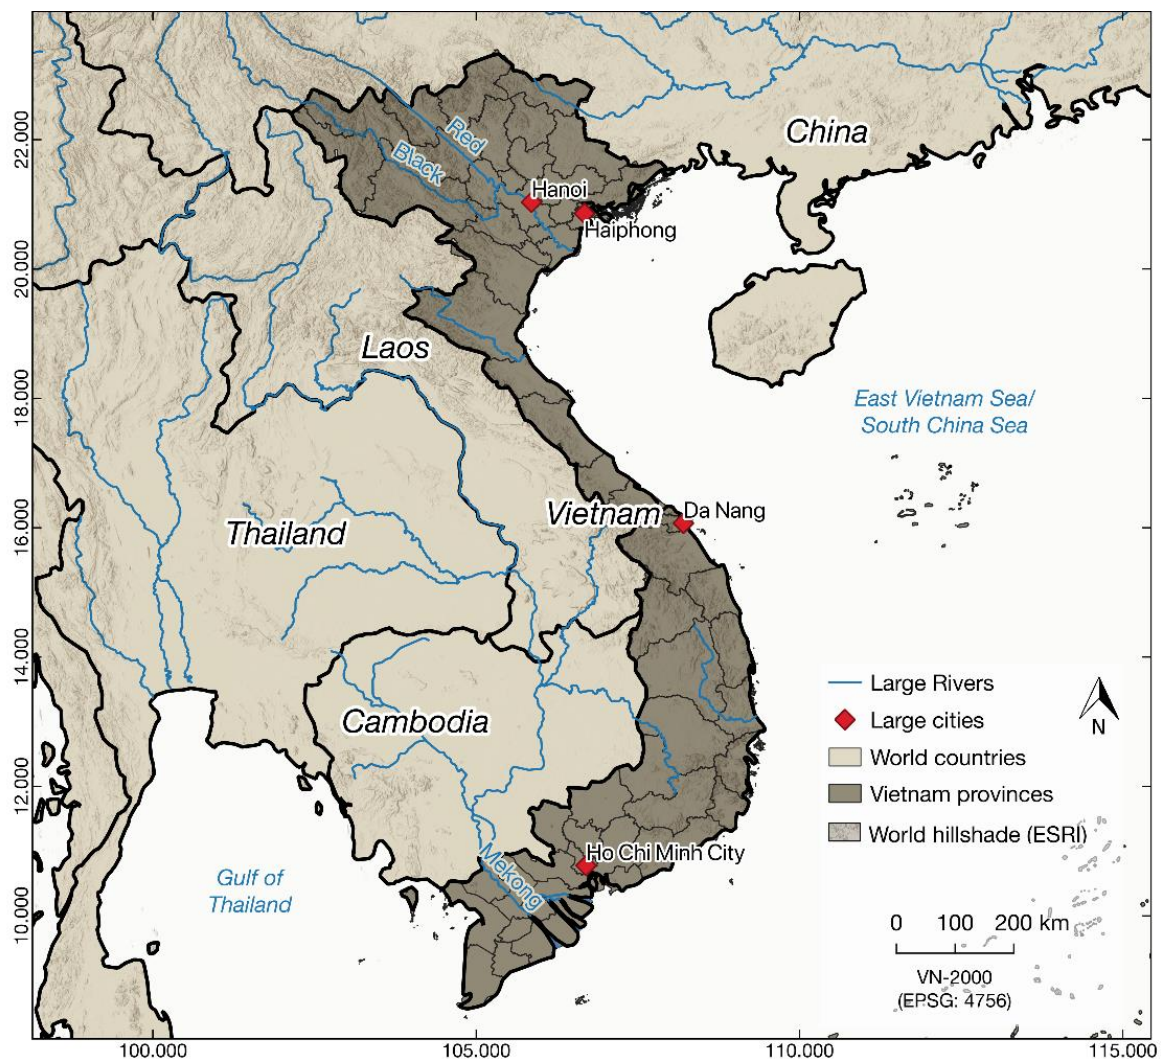 China
Red
Black
Hanoi
Haiphong
Laos
East Vietnam Sea/
South China Sea
Thailand
Vietnam
Da Nang
Cambodia
Ho Chi Minh City
Mekong
Gulf of
Thailand
Large Rivers
Large cities
World countries
Vietnam provinces
World hillshade (ESRI)
N
0 100 200 km
VN-2000
(EPSG: 4756)
22.000
20.000
18.000
16.000
14.000
12.000
10.000
100.000 105.000 110.000 115.000